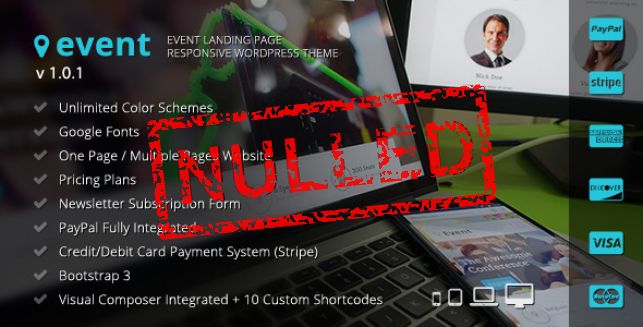 event
EVENT LANDING PAGE
RESPONSIVE WORDPRESS THEME
v 1.0.1
Unlimited Color Schemes
Google Fonts
One Page / Multiple Pages Website
Pricing Plans
Newsletter Subscription Form
PayPal Fully Integrated
Credit/Debit Card Payment System (Stripe)
Bootstrap 3
Visual Composer Integrated + 10 Custom Shortcodes
NULLED
Nick Doe
300 Seats
The Awesome
Conference
PayPal
stripe
AMERICAN
EXPRESS
DISCOVER
VISA
MasterCard